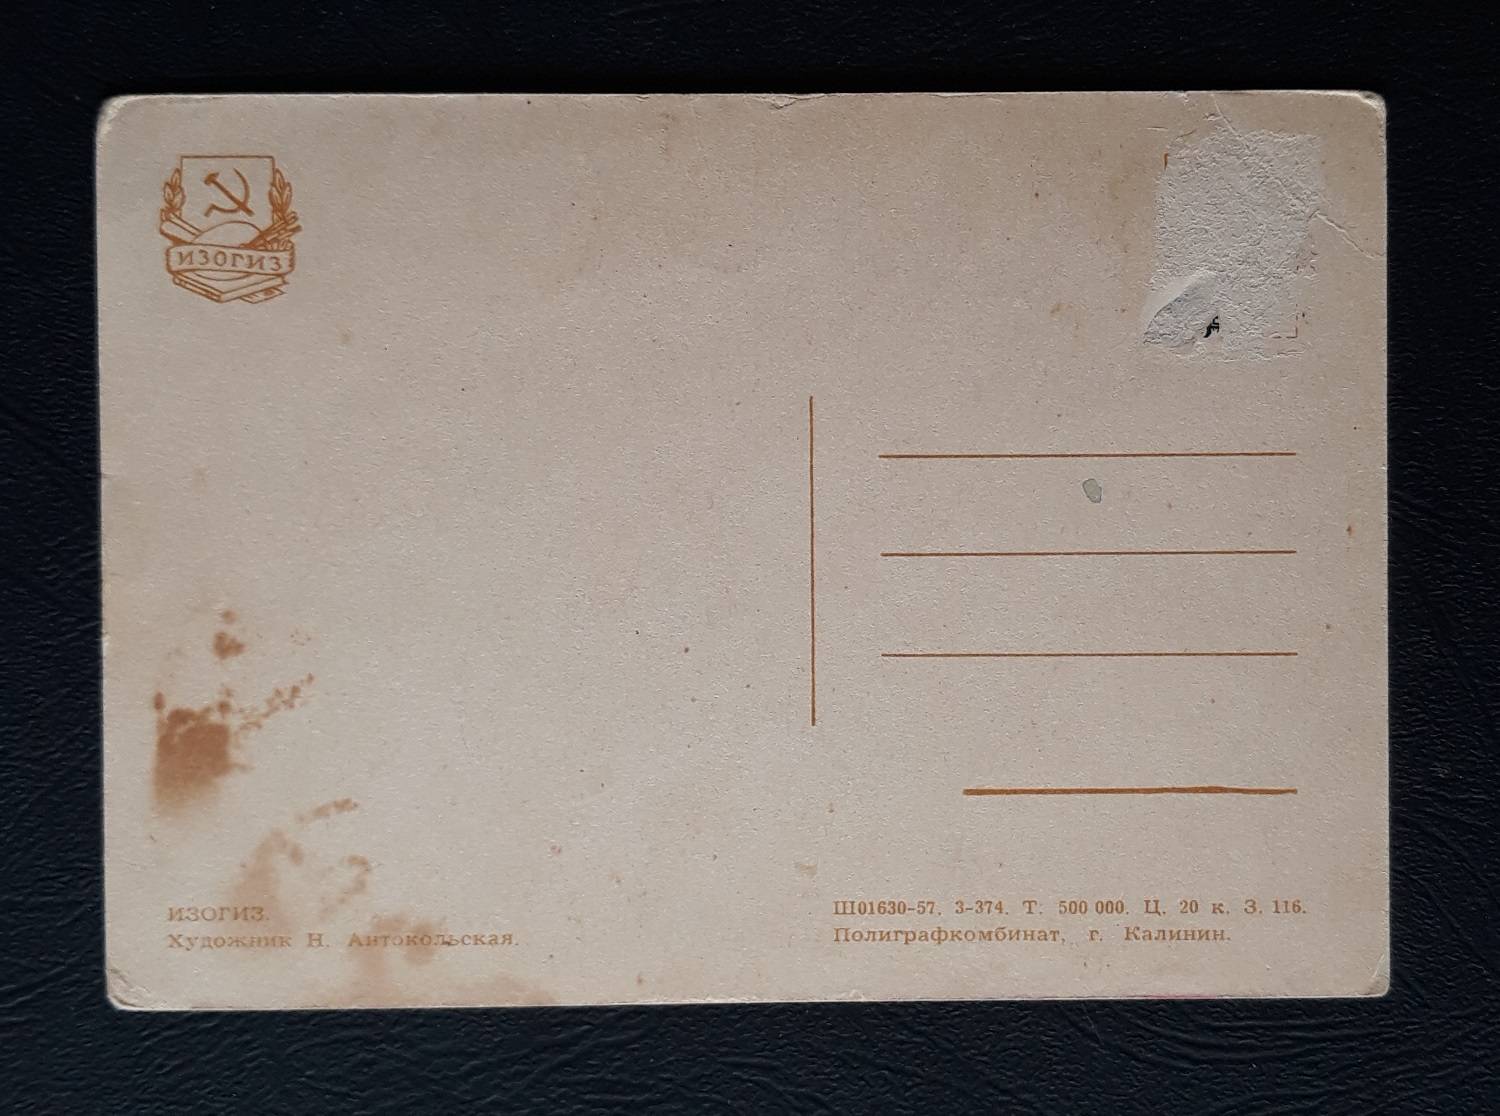 ИЗОГИЗ
ИЗОГИЗ.
Художник Н. Антокольская.
Ш01630-57. 3-374. Т. 500 000. Ц. 20 к. З. 116.
Полиграфкомбинат, г. Калинин.